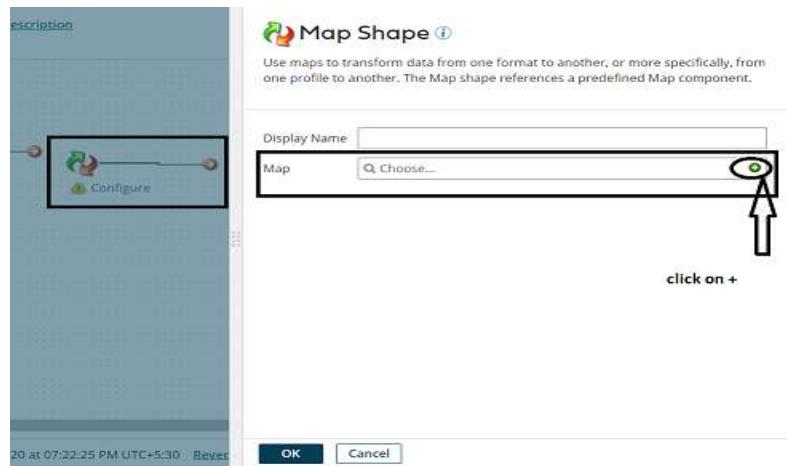 escription
Configure
20 at 07:22:25 PM UTC+5:30 Rever
Map Shape i
Use maps to transform data from one format to another, or more specifically, from
one profile to another. The Map shape references a predefined Map component.
Display Name
Map Choose...
click on +
OK Cancel